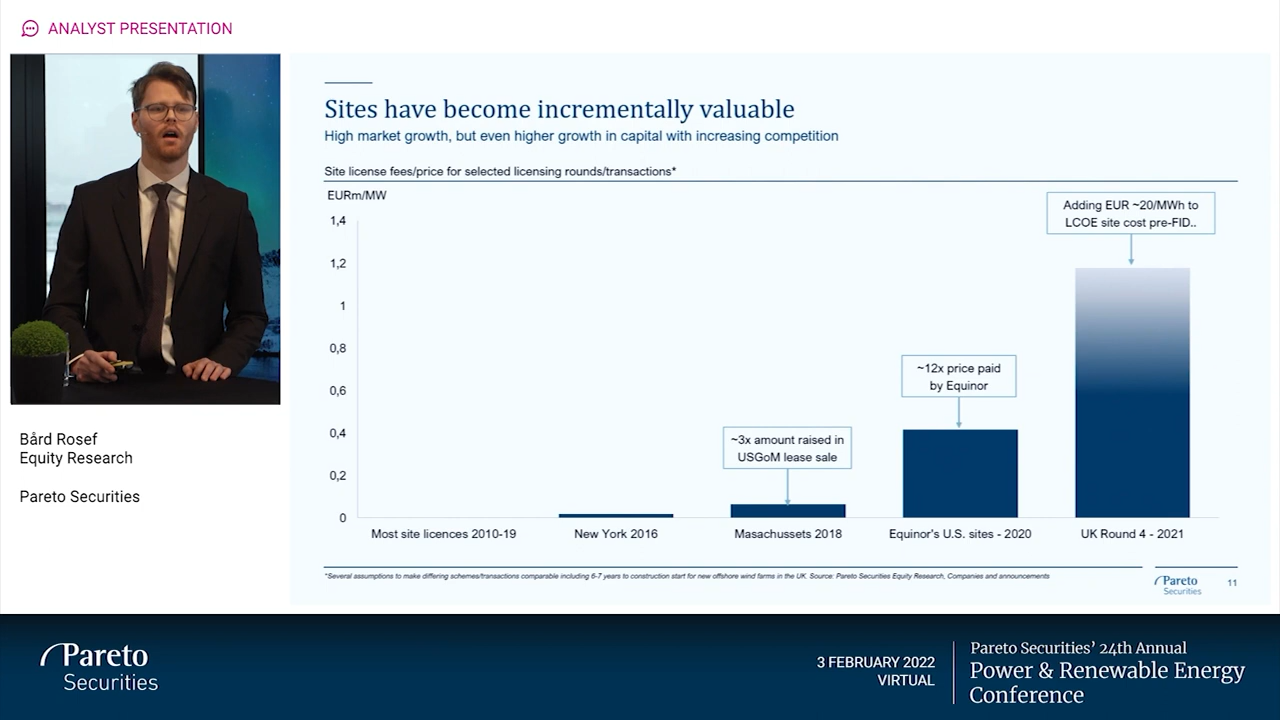 ANALYST PRESENTATION
Sites have become incrementally valuable
High market growth, but even higher growth in capital with increasing competition
Site license fees/price for selected licensing rounds/transactions*
EURm/MW
1,4
1,2
1
0,8
0,6
0,4
0,2
0
Adding EUR ~20/MWh to
LCOE site cost pre-FID..
~12x price paid
by Equinor
~3x amount raised in
USGoM lease sale
Most site licences 2010-19
New York 2016
Masachussets 2018
Equinor's U.S. sites - 2020
UK Round 4 - 2021
*Several assumptions to make differing schemes/transactions comparable including 6-7 years to construction start for new offshore wind farms in the UK. Source: Pareto Securities Equity Research, Companies and announcements
Pareto
Securities
11
Bård Rosef
Equity Research
Pareto Securities
Pareto
Securities
3 FEBRUARY 2022
VIRTUAL
Pareto Securities' 24th Annual
Power & Renewable Energy
Conference